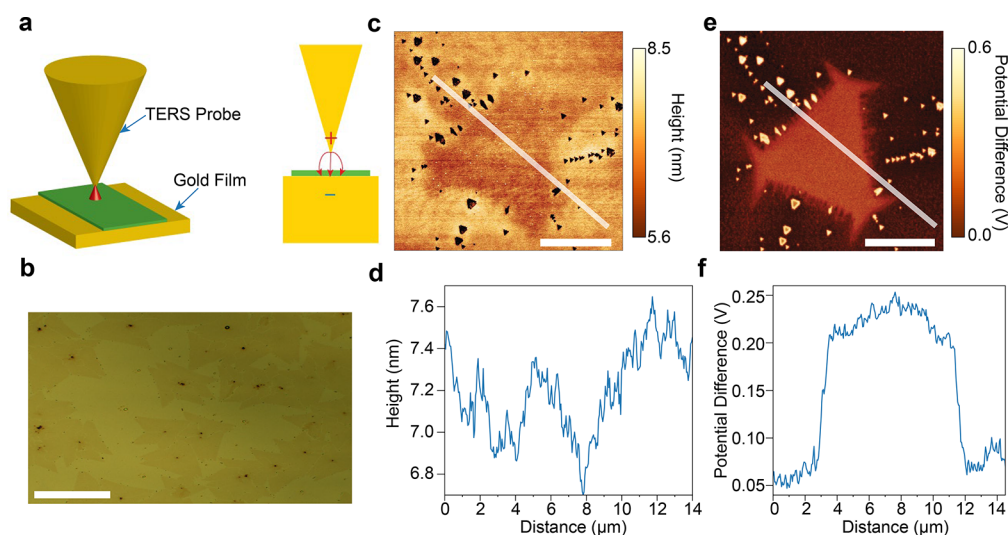 a
TERS Probe
Gold Film
+
−
b
c
8.5
Height (nm)
5.6
d
7.6
7.4
7.2
7.0
6.8
Height (nm)
0 2 4 6 8 10 12 14
Distance (μm)
e
0.6
Potential Difference (V)
0.0
f
0.25
0.20
0.15
0.10
0.05
Potential Difference (V)
0 2 4 6 8 10 12 14
Distance (μm)